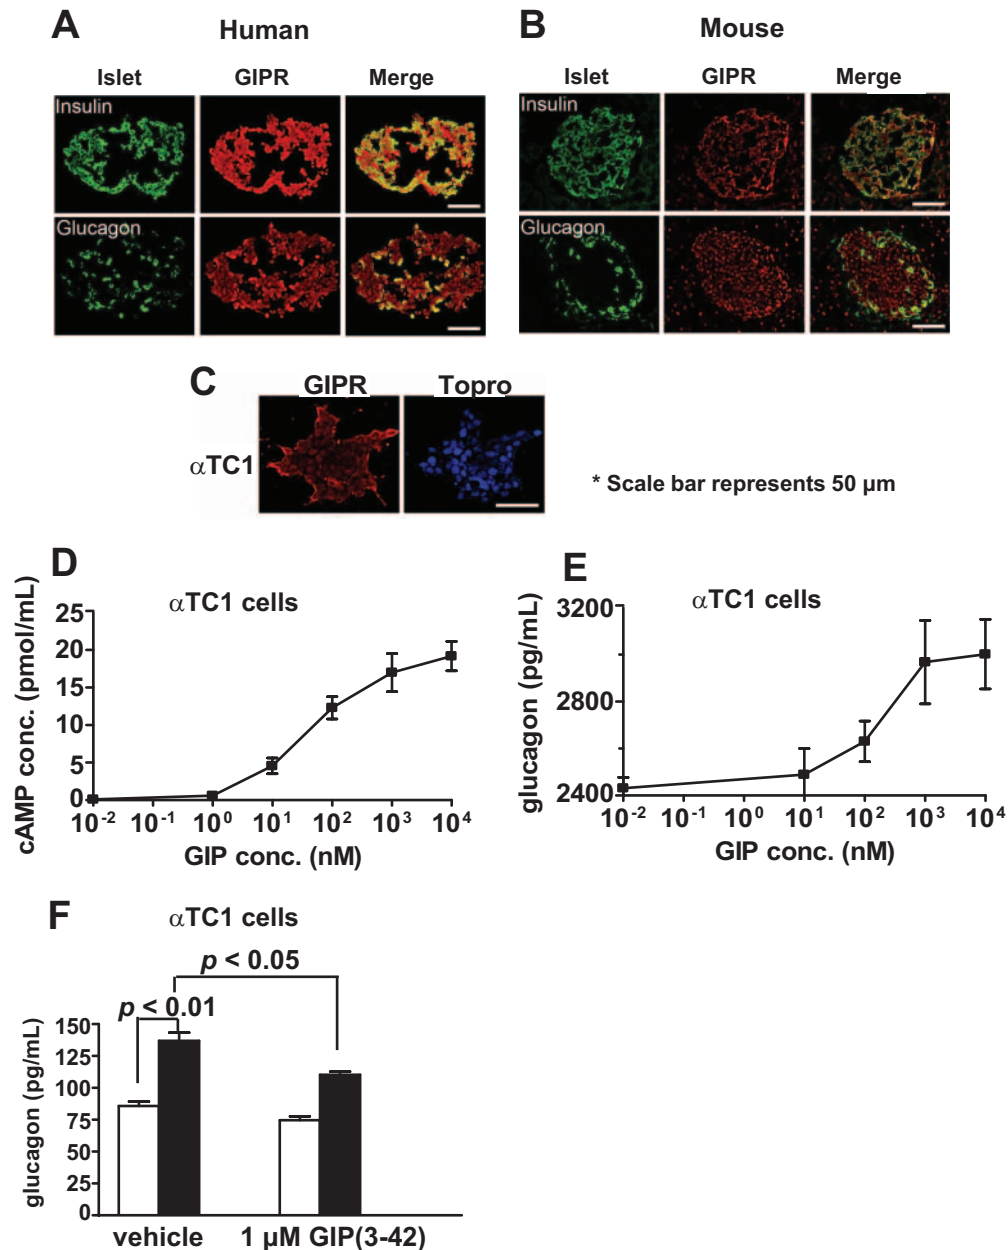 A Human
Islet GIPR Merge
Insulin
Glucagon
B Mouse
Islet GIPR Merge
Insulin
Glucagon
C GIPR Topro
αTC1
* Scale bar represents 50 µm
D
αTC1 cells
cAMP conc. (pmol/mL)
25
20
15
10
5
0
10-2 10-1 100 101 102 103 104
GIP conc. (nM)
E
αTC1 cells
glucagon (pg/mL)
3200
2800
2400
10-2 10-1 100 101 102 103 104
GIP conc. (nM)
F
αTC1 cells
p < 0.05
p < 0.01
glucagon (pg/mL)
150
125
100
75
50
25
0
vehicle 1 µM GIP(3-42)